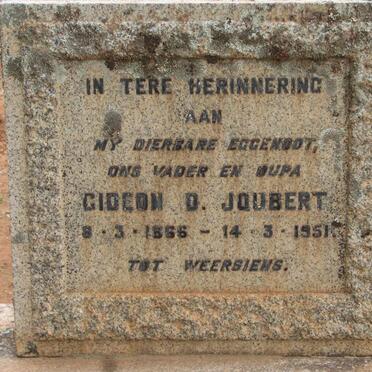 IN TERE HERINNERING
AAN
MY DIERBARE EGGENOOT,
ONS VADER EN OUPA
GIDEON D. JOUBERT
8 - 3 - 1866 - 14 - 3 - 1951.
TOT WEERSIENS.